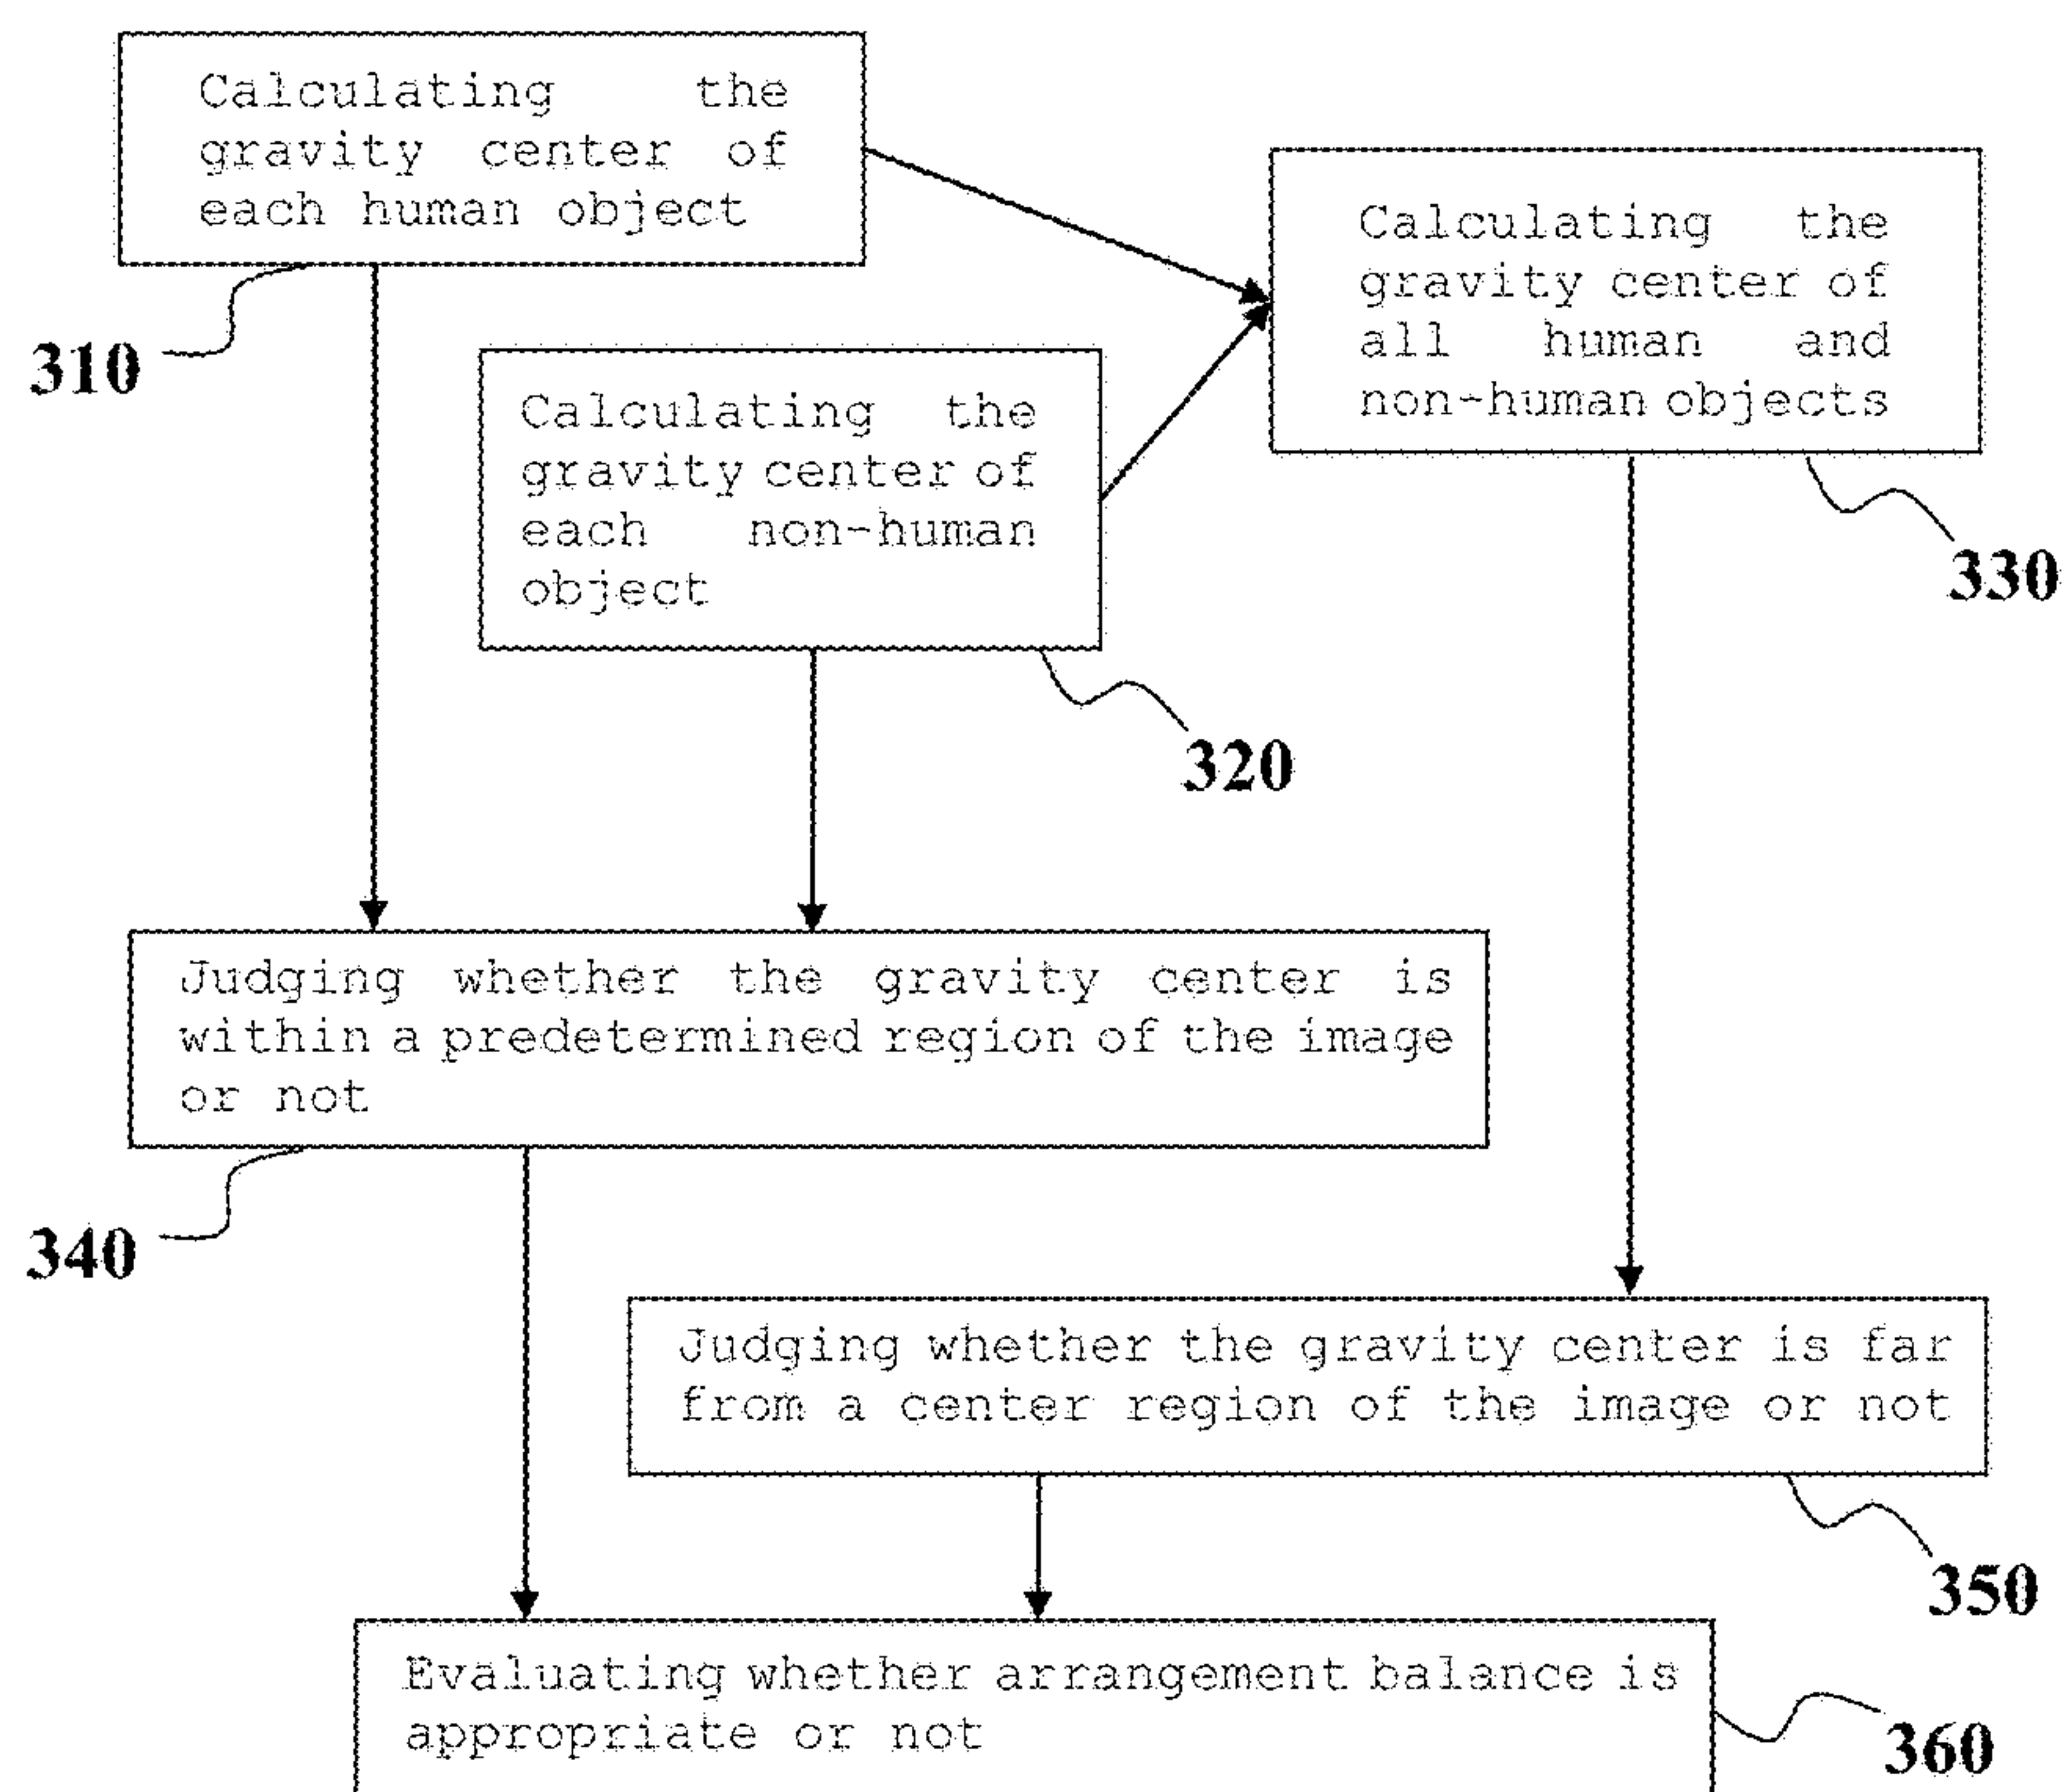 Calculating the
gravity center of
each human object
310
Calculating the
gravity center of
all human and
non-human objects
330
Calculating the
gravity center of
each non-human
object
320
Judging whether the gravity center is
within a predetermined region of the image
or not
340
Judging whether the gravity center is far
from a center region of the image or not
350
Evaluating whether arrangement balance is
appropriate or not
360